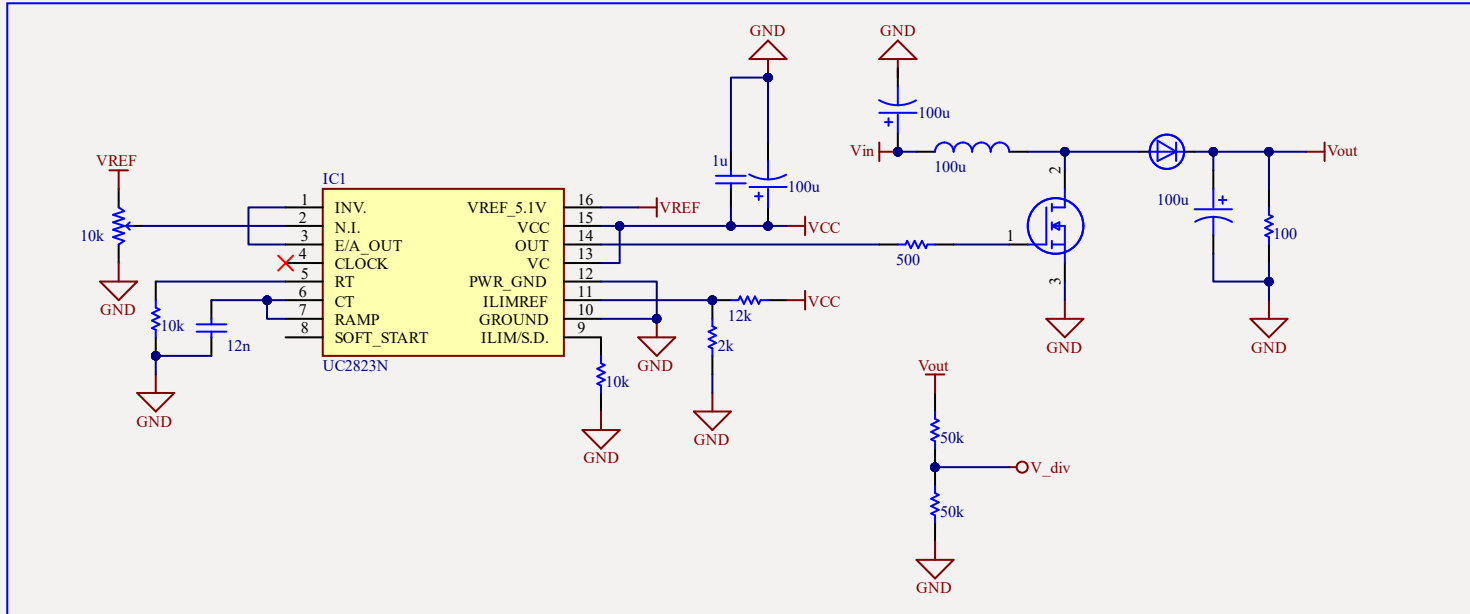 GND
GND
100u
Vin
100u
Vout
2
1u
100u
100u
100
VREF
10k
GND
IC1
1
INV.
VREF_5.1V
16
VREF
2
N.I.
VCC
15
VCC
3
E/A_OUT
OUT
14
500
1
4
CLOCK
VC
13
5
RT
PWR_GND
12
6
CT
ILIMREF
11
12k
VCC
7
RAMP
GROUND
10
8
SOFT_START
ILIM/S.D.
9
UC2823N
10k
12n
GND
GND
2k
GND
10k
GND
3
GND
GND
Vout
50k
V_div
50k
GND